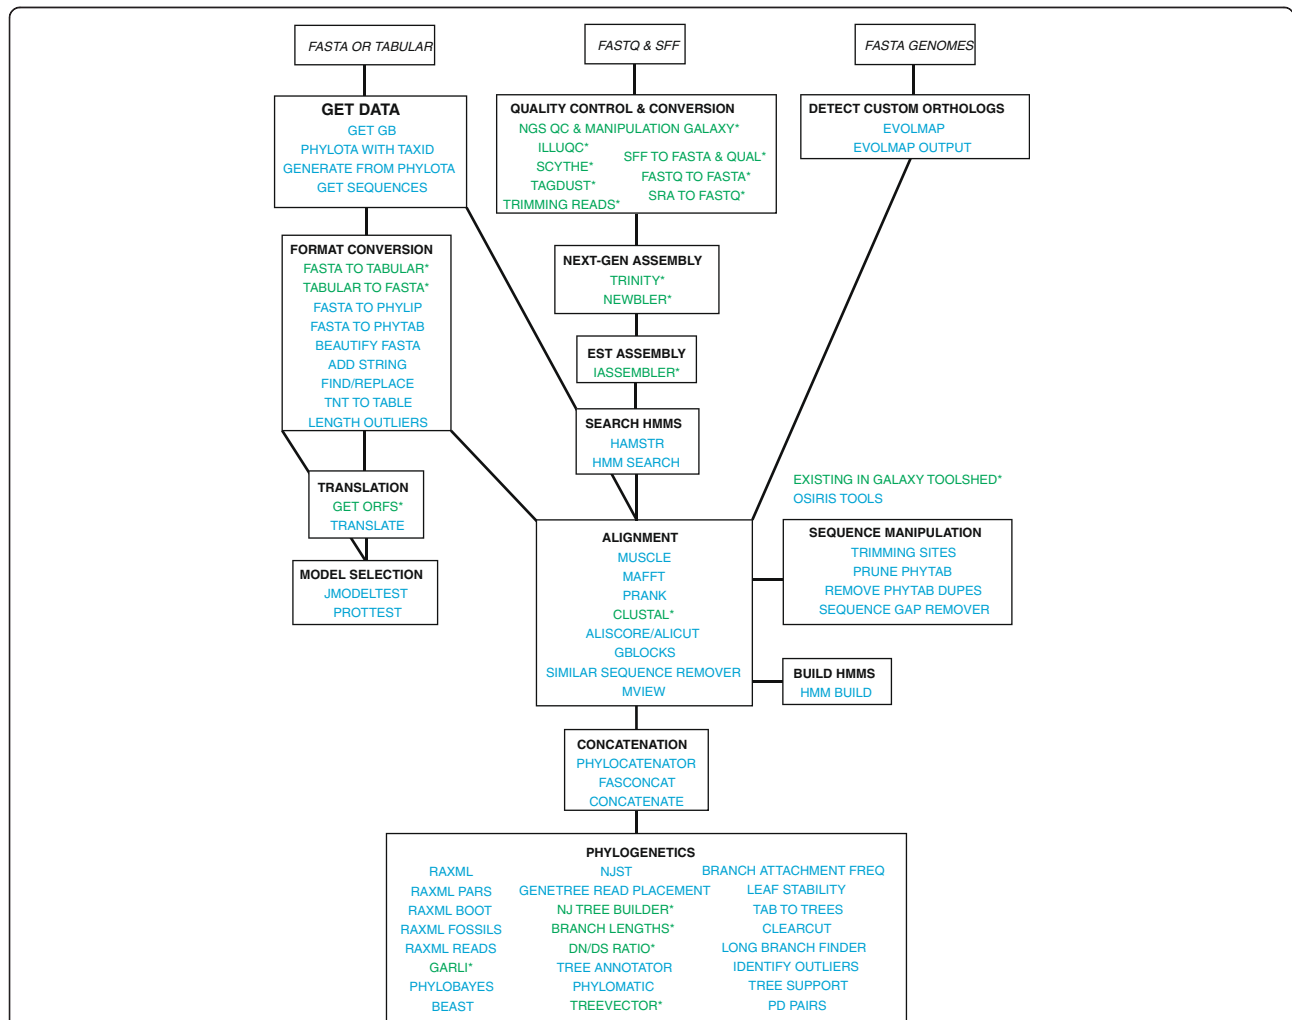 FASTA OR TABULAR
FASTQ & SFF
FASTA GENOMES
GET DATA
GET GB
PHYLOTA WITH TAXID
GENERATE FROM PHYLOTA
GET SEQUENCES
QUALITY CONTROL & CONVERSION
NGS QC & MANIPULATION GALAXY*
ILLUQC*
SCYTHE*
TAGDUST*
TRIMMING READS*
SFF TO FASTA & QUAL*
FASTQ TO FASTA*
SRA TO FASTQ*
DETECT CUSTOM ORTHOLOGS
EVOLMAP
EVOLMAP OUTPUT
FORMAT CONVERSION
FASTA TO TABULAR*
TABULAR TO FASTA*
FASTA TO PHYLIP
FASTA TO PHYTAB
BEAUTIFY FASTA
ADD STRING
FIND/REPLACE
TNT TO TABLE
LENGTH OUTLIERS
NEXT-GEN ASSEMBLY
TRINITY*
NEWBLER*
EST ASSEMBLY
IASSEMBLER*
SEARCH HMMS
HAMSTR
HMM SEARCH
TRANSLATION
GET ORFS*
TRANSLATE
MODEL SELECTION
JMODELTEST
PROTTEST
EXISTING IN GALAXY TOOLSHED*
OSIRIS TOOLS
ALIGNMENT
MUSCLE
MAFFT
PRANK
CLUSTAL*
ALISCORE/ALICUT
GBLOCKS
SIMILAR SEQUENCE REMOVER
MVIEW
SEQUENCE MANIPULATION
TRIMMING SITES
PRUNE PHYTAB
REMOVE PHYTAB DUPES
SEQUENCE GAP REMOVER
BUILD HMMS
HMM BUILD
CONCATENATION
PHYLOCATENATOR
FASCONCAT
CONCATENATE
PHYLOGENETICS
RAXML
RAXML PARS
RAXML BOOT
RAXML FOSSILS
RAXML READS
GARLI*
PHYLOBAYES
BEAST
NJST
GENETREE READ PLACEMENT
NJ TREE BUILDER*
BRANCH LENGTHS*
DN/DS RATIO*
TREE ANNOTATOR
PHYLOMATIC
TREEVECTOR*
BRANCH ATTACHMENT FREQ
LEAF STABILITY
TAB TO TREES
CLEARCUT
LONG BRANCH FINDER
IDENTIFY OUTLIERS
TREE SUPPORT
PD PAIRS